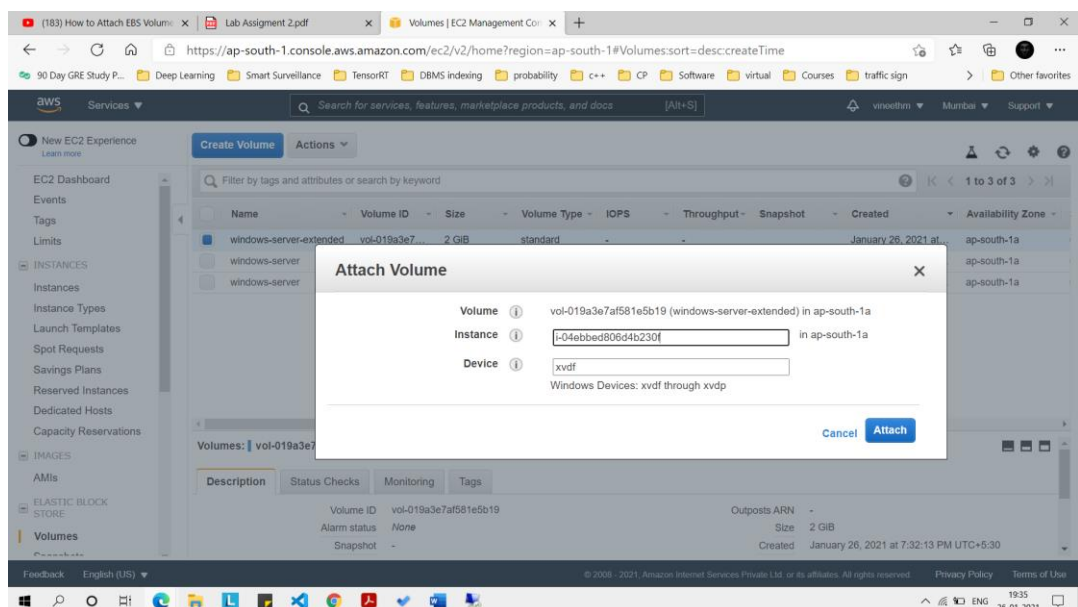 (183) How to Attach EBS Volume
Lab Assigment 2.pdf
Volumes | EC2 Management Con
https://ap-south-1.console.aws.amazon.com/ec2/v2/home?region=ap-south-1#Volumes:sort=desc:createTime
90 Day GRE Study P... Deep Learning Smart Surveillance TensorRT DBMS indexing probability c++ CP Software virtual Courses traffic sign Other favorites
aws Services Search for services, features, marketplace products, and docs [Alt+S] vineethm Mumbai Support
New EC2 Experience
Learn more
Create Volume Actions
EC2 Dashboard
Events
Tags
Limits
INSTANCES
Instances
Instance Types
Launch Templates
Spot Requests
Savings Plans
Reserved Instances
Dedicated Hosts
Capacity Reservations
IMAGES
AMIs
ELASTIC BLOCK
STORE
Volumes
Snapshots
Filter by tags and attributes or search by keyword 1 to 3 of 3
Name Volume ID Size Volume Type IOPS Throughput Snapshot Created Availability Zone
windows-server-extended vol-019a3e7... 2 GiB standard - - January 26, 2021 at... ap-south-1a
windows-server ap-south-1a
windows-server ap-south-1a
Attach Volume
Volume vol-019a3e7af581e5b19 (windows-server-extended) in ap-south-1a
Instance i-04ebbed806d4b230f in ap-south-1a
Device xvdf
Windows Devices: xvdf through xvdp
Cancel Attach
Volumes: vol-019a3e7
Description Status Checks Monitoring Tags
Volume ID vol-019a3e7af581e5b19 Outposts ARN -
Alarm status None Size 2 GiB
Snapshot - Created January 26, 2021 at 7:32:13 PM UTC+5:30
Feedback English (US) © 2008 - 2021, Amazon Internet Services Private Ltd. or its affiliates. All rights reserved. Privacy Policy Terms of Use
ENG 19:35
26-01-2021